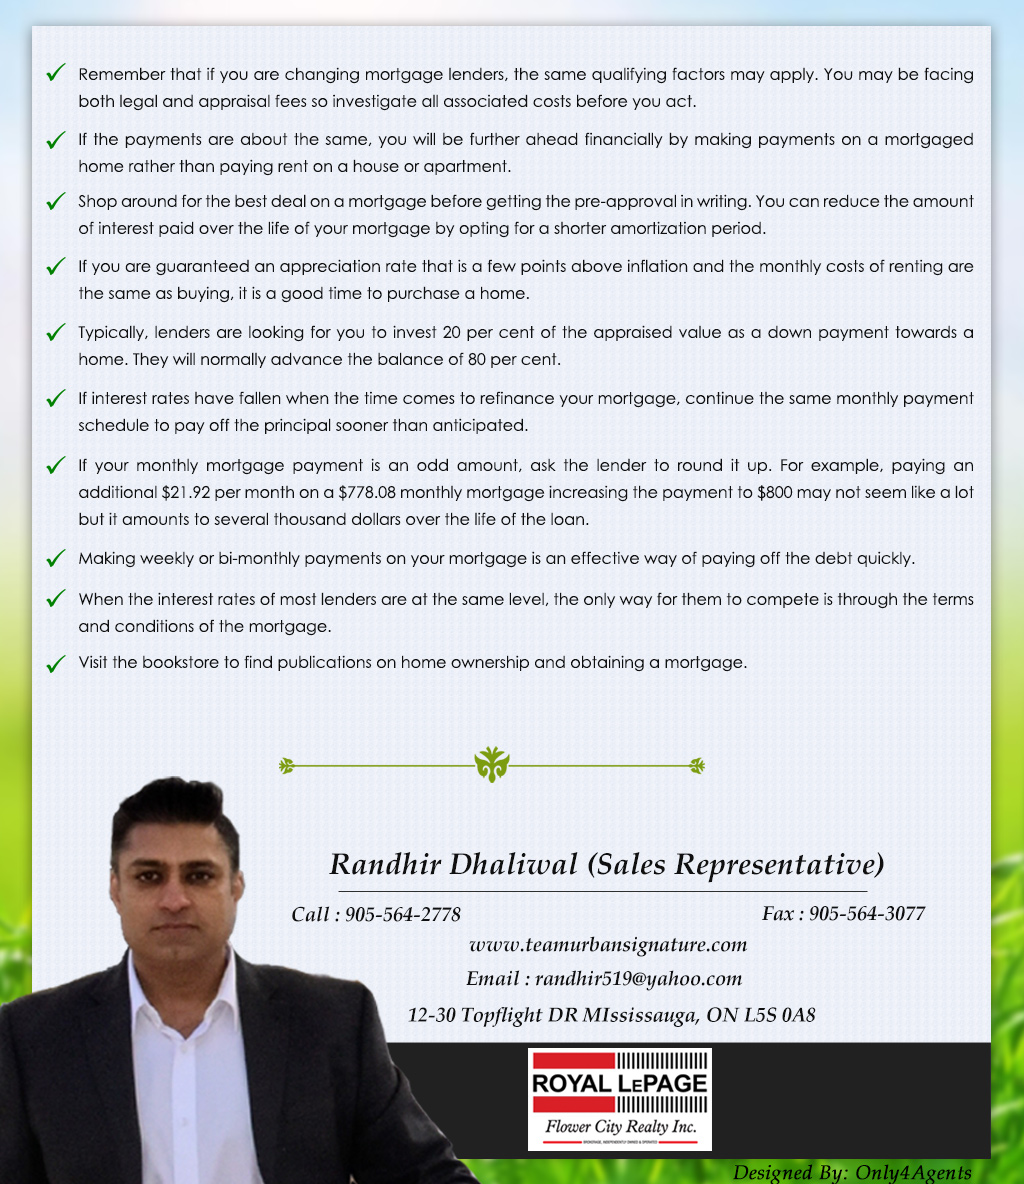 Remember that if you are changing mortgage lenders, the same qualifying factors may apply. You may be facing
both legal and appraisal fees so investigate all associated costs before you act.
If the payments are about the same, you will be further ahead financially by making payments on a mortgaged
home rather than paying rent on a house or apartment.
Shop around for the best deal on a mortgage before getting the pre-approval in writing. You can reduce the amount
of interest paid over the life of your mortgage by opting for a shorter amortization period.
If you are guaranteed an appreciation rate that is a few points above inflation and the monthly costs of renting are
the same as buying, it is a good time to purchase a home.
Typically, lenders are looking for you to invest 20 per cent of the appraised value as a down payment towards a
home. They will normally advance the balance of 80 per cent.
If interest rates have fallen when the time comes to refinance your mortgage, continue the same monthly payment
schedule to pay off the principal sooner than anticipated.
If your monthly mortgage payment is an odd amount, ask the lender to round it up. For example, paying an
additional $21.92 per month on a $778.08 monthly mortgage increasing the payment to $800 may not seem like a lot
but it amounts to several thousand dollars over the life of the loan.
Making weekly or bi-monthly payments on your mortgage is an effective way of paying off the debt quickly.
When the interest rates of most lenders are at the same level, the only way for them to compete is through the terms
and conditions of the mortgage.
Visit the bookstore to find publications on home ownership and obtaining a mortgage.
Randhir Dhaliwal (Sales Representative)
Call : 905-564-2778
Fax : 905-564-3077
www.teamurbansignature.com
Email : randhir519@yahoo.com
12-30 Topflight DR MIssissauga, ON L5S 0A8
ROYAL LEPAGE
Flower City Realty Inc.
BROKERAGE, INDEPENDENTLY OWNED & OPERATED
Designed By: Only4Agents